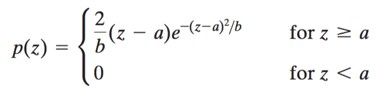 p(z) = { 2/b (z − a)e^{−(z−a)²/b} for z ≥ a
0 for z < a